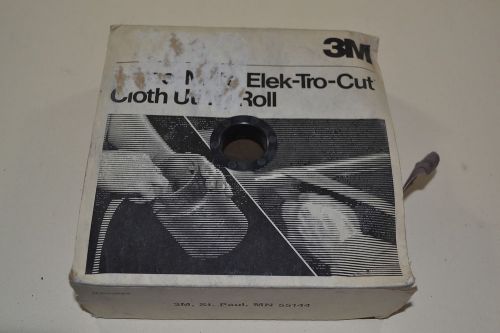 3M
Elek-Tro-Cut
Cloth Roll
3M, St. Paul, MN 55144